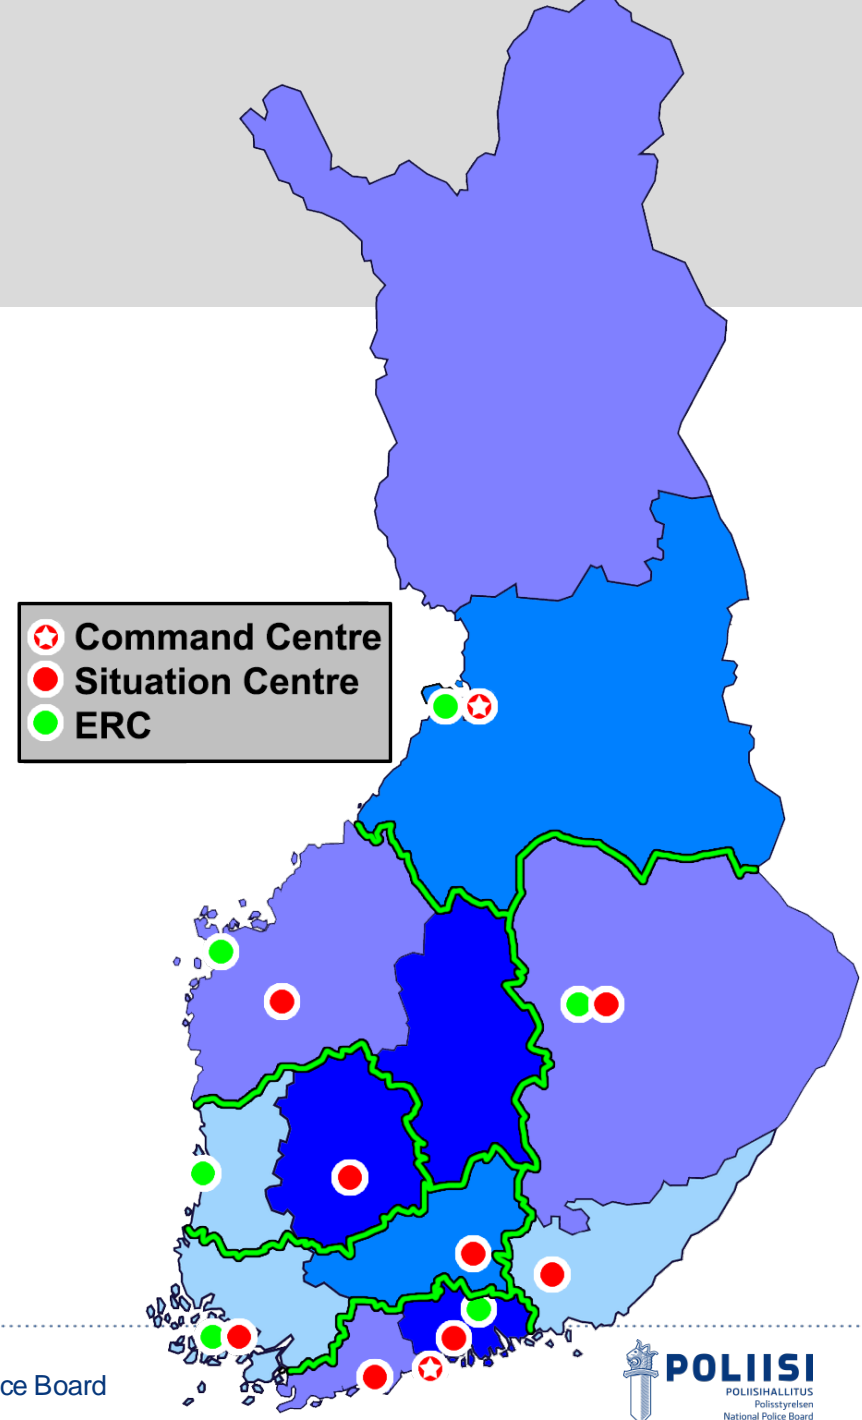 Command Centre
Situation Centre
ERC
ce Board
POLIISI
POLIISIHALLITUS
Polisstyrelsen
National Police Board